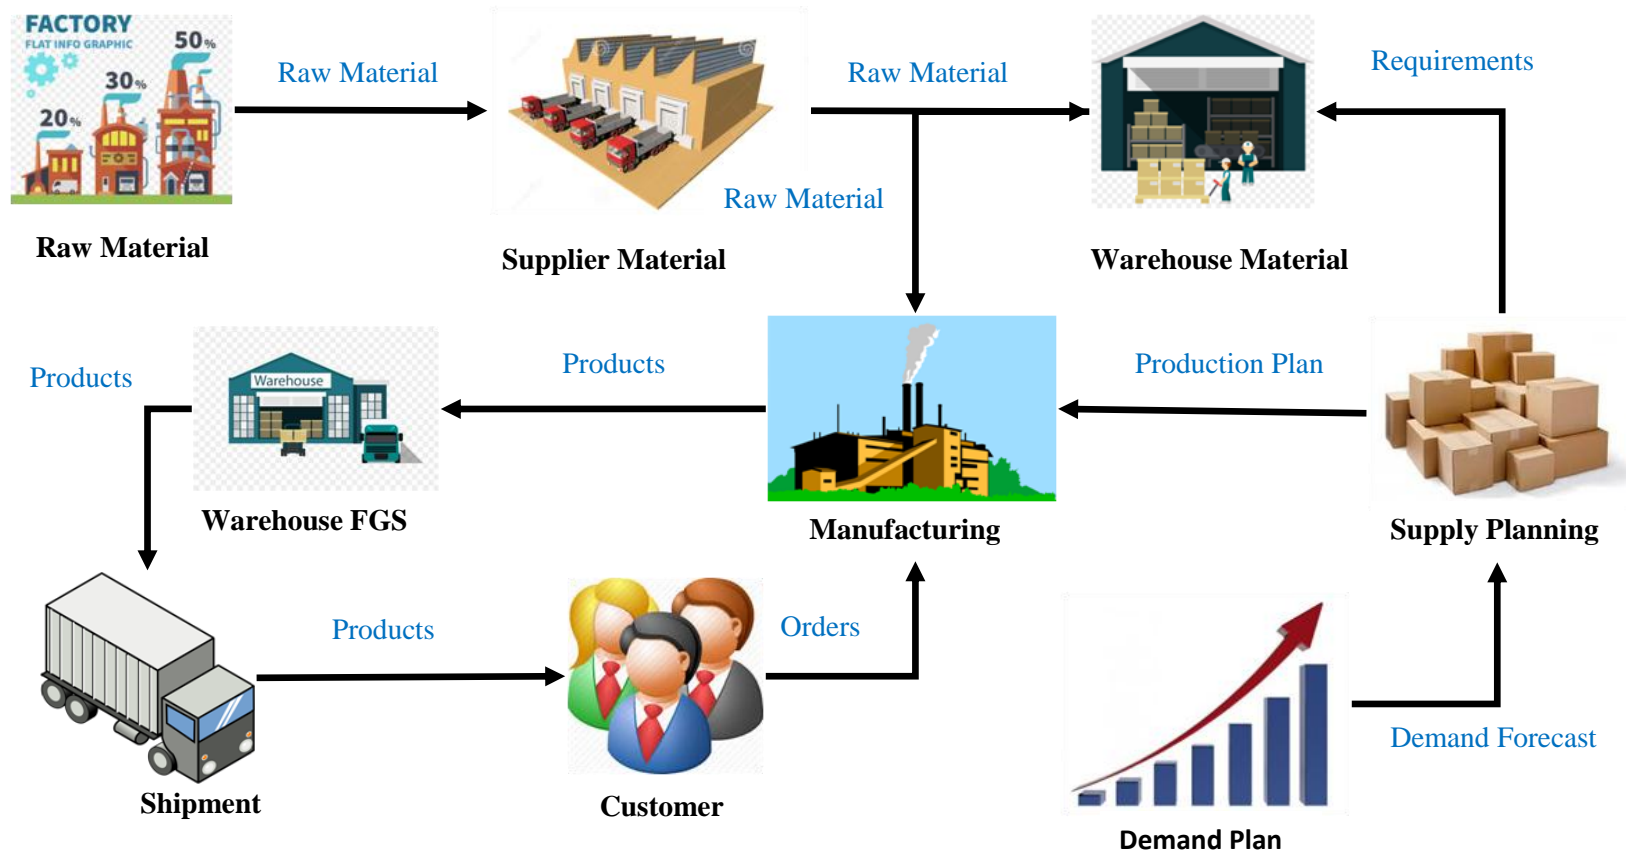 FACTORY
FLAT INFO GRAPHIC
50%
30%
20%
Raw Material
Raw Material
Requirements
Raw Material
Raw Material
Supplier Material
Warehouse Material
Products
Warehouse
Products
Production Plan
Warehouse FGS
Manufacturing
Supply Planning
Products
Orders
Demand Forecast
Shipment
Customer
Demand Plan